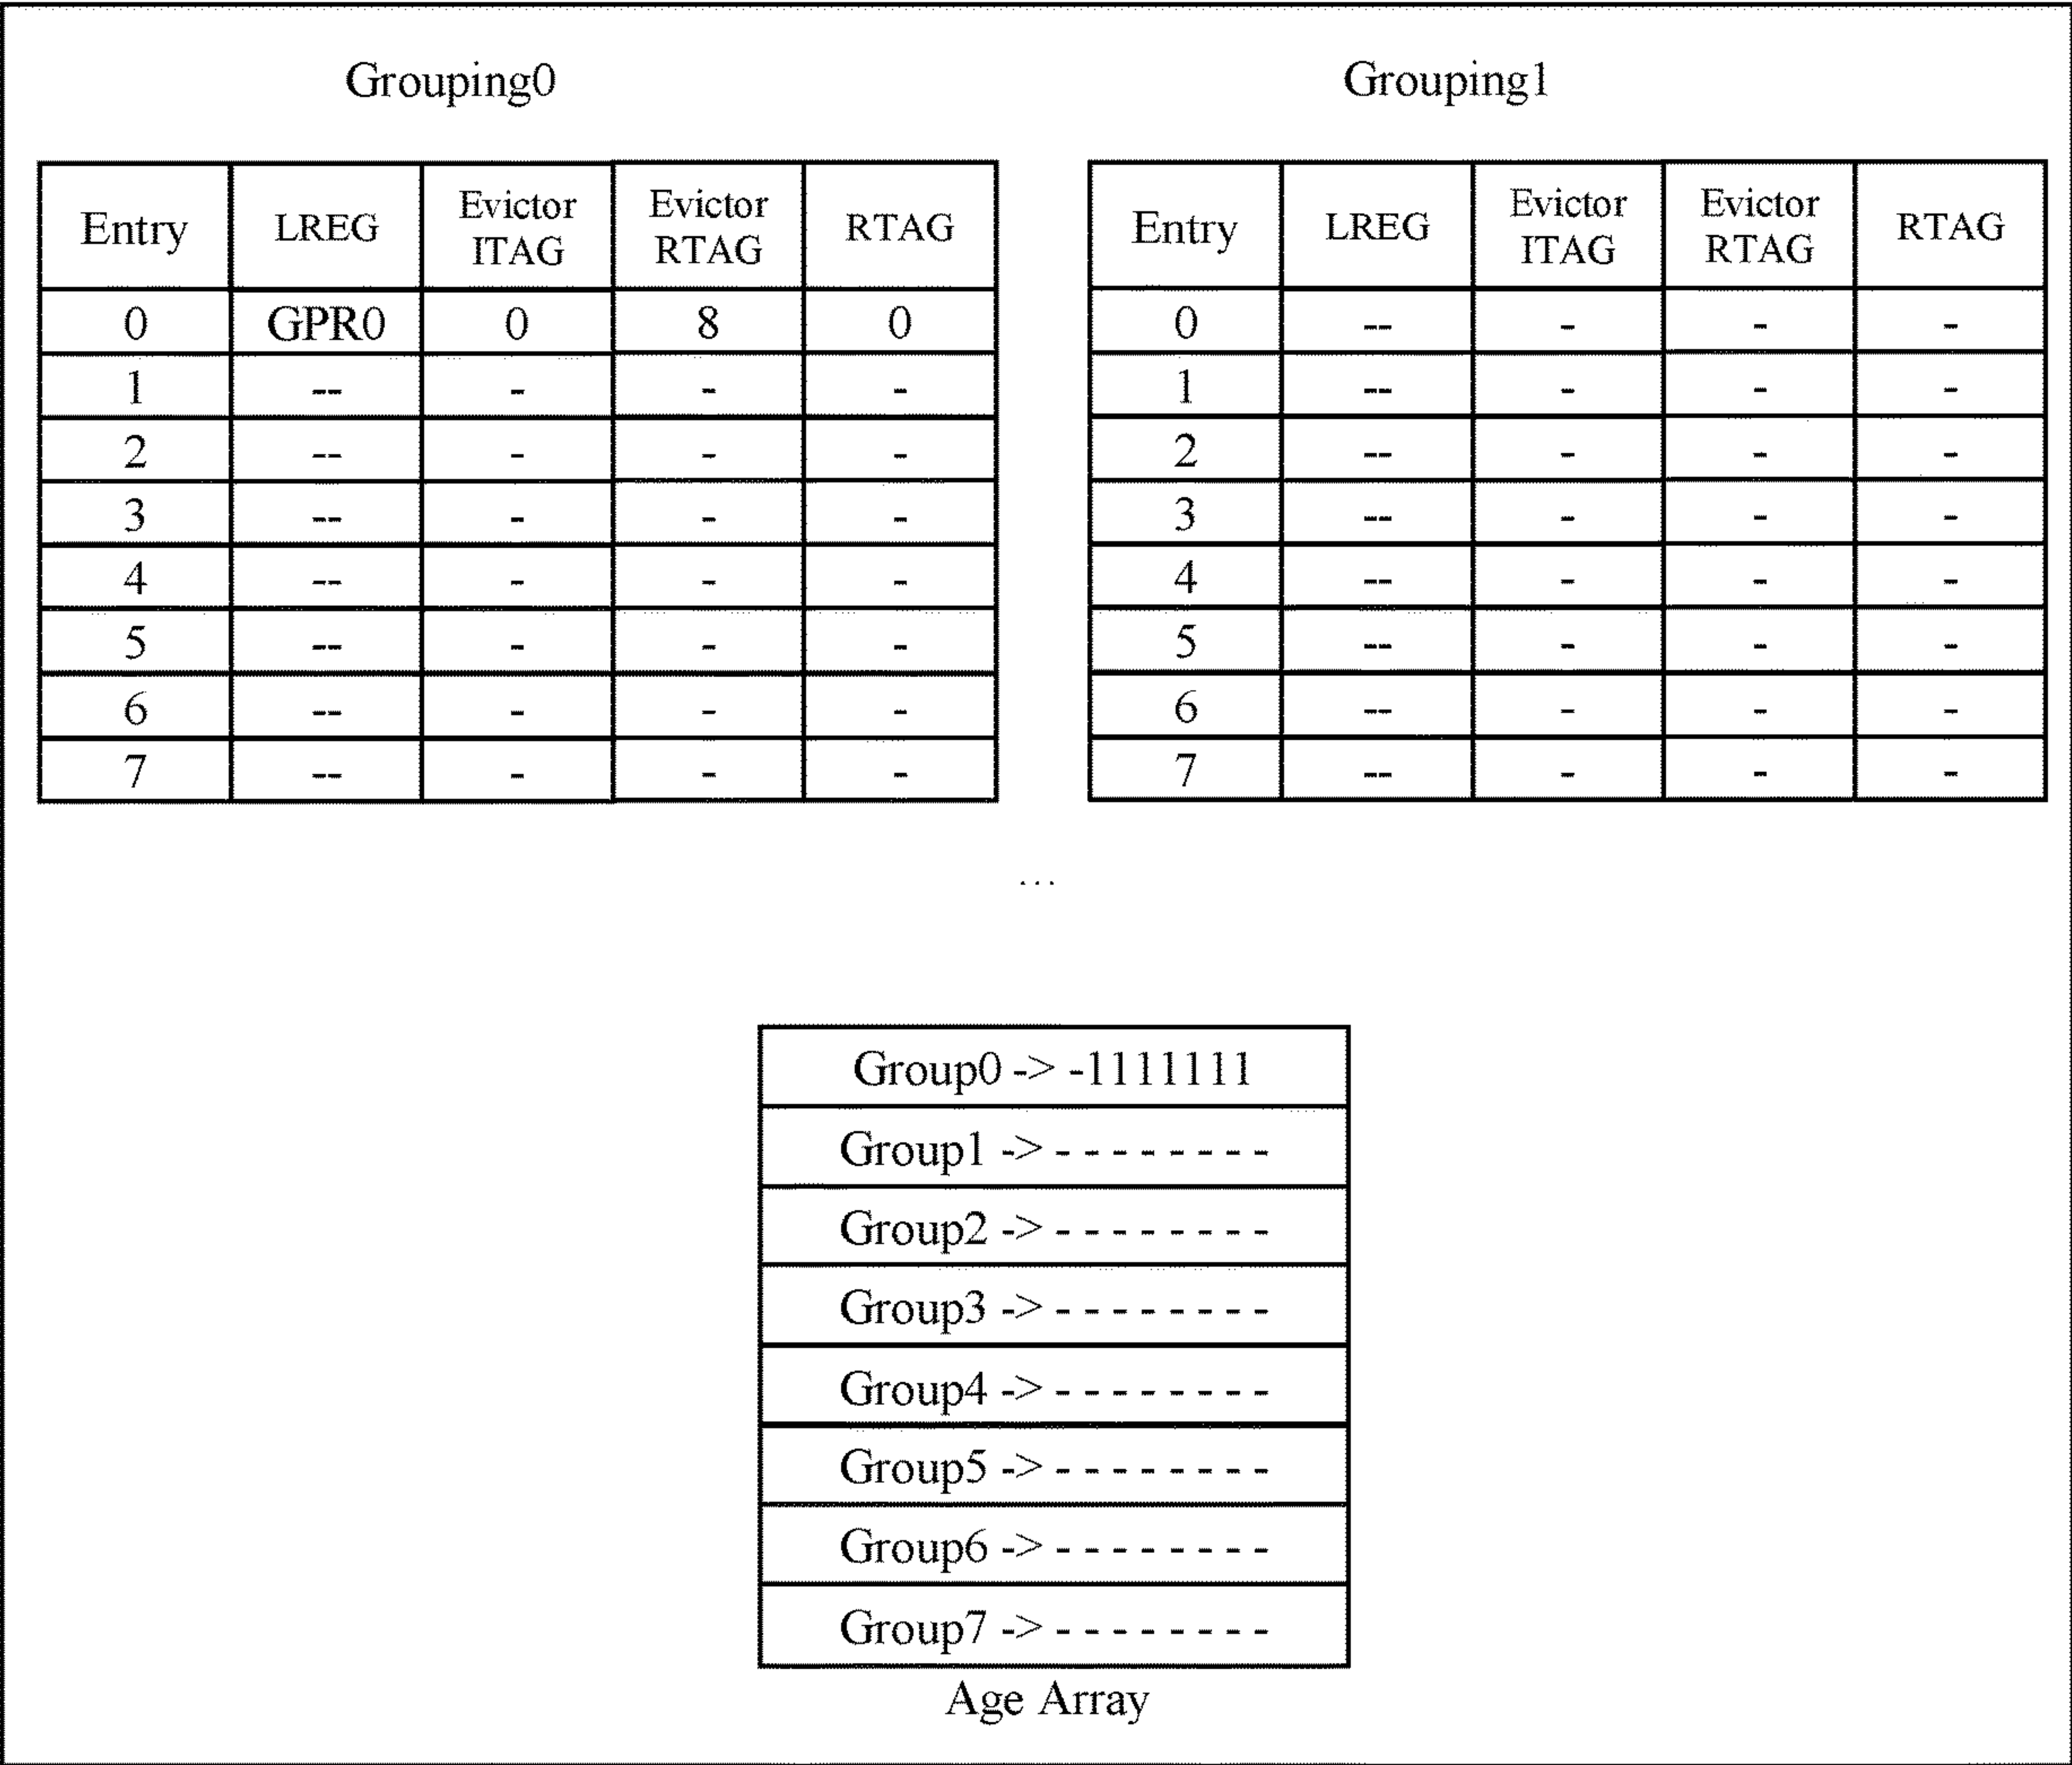 Grouping0 Grouping1
Entry LREG Evictor ITAG Evictor RTAG RTAG Entry LREG Evictor ITAG Evictor RTAG RTAG
0 GPR0 0 8 0 0 -- - - -
1 -- - - - 1 -- - - -
2 -- - - - 2 -- - - -
3 -- - - - 3 -- - - -
4 -- - - - 4 -- - - -
5 -- - - - 5 -- - - -
6 -- - - - 6 -- - - -
7 -- - - - 7 -- - - -
...
Group0 -> -1111111
Group1 -> - - - - - - - -
Group2 -> - - - - - - - -
Group3 -> - - - - - - - -
Group4 -> - - - - - - - -
Group5 -> - - - - - - - -
Group6 -> - - - - - - - -
Group7 -> - - - - - - - -
Age Array